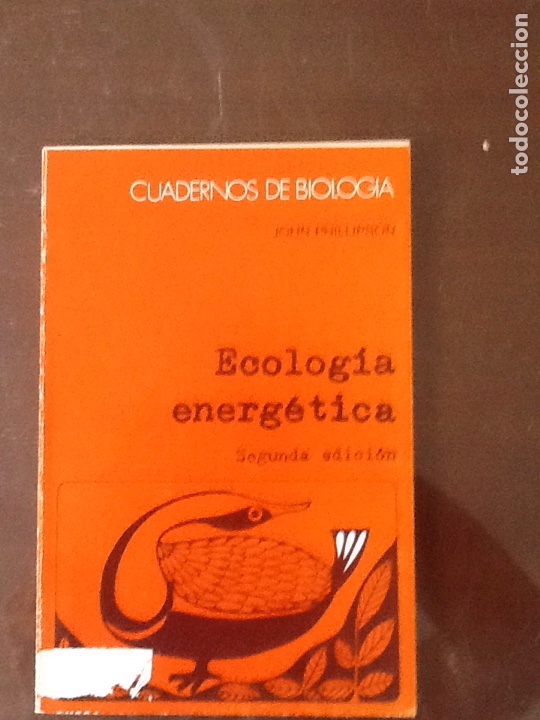 CUADERNOS DE BIOLOGIA
JOHN PHILLIPSON
Ecología
energética
Segunda edición
todocoleccion